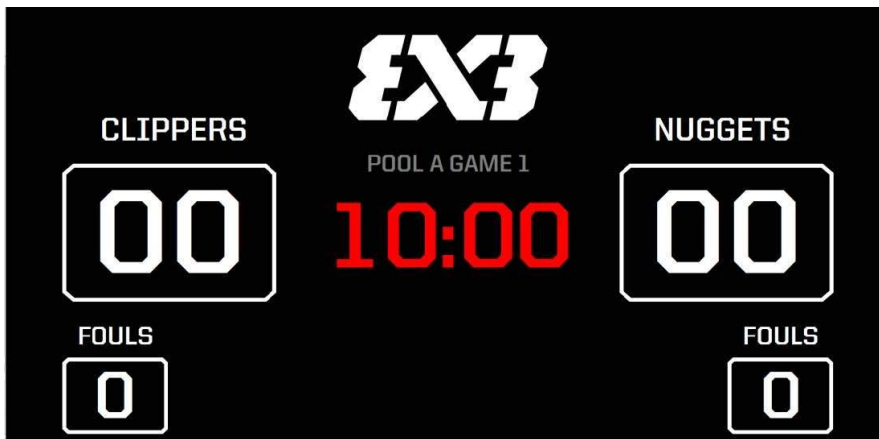 3X3
CLIPPERS
NUGGETS
POOL A GAME 1
00
10:00
00
FOULS
FOULS
0
0